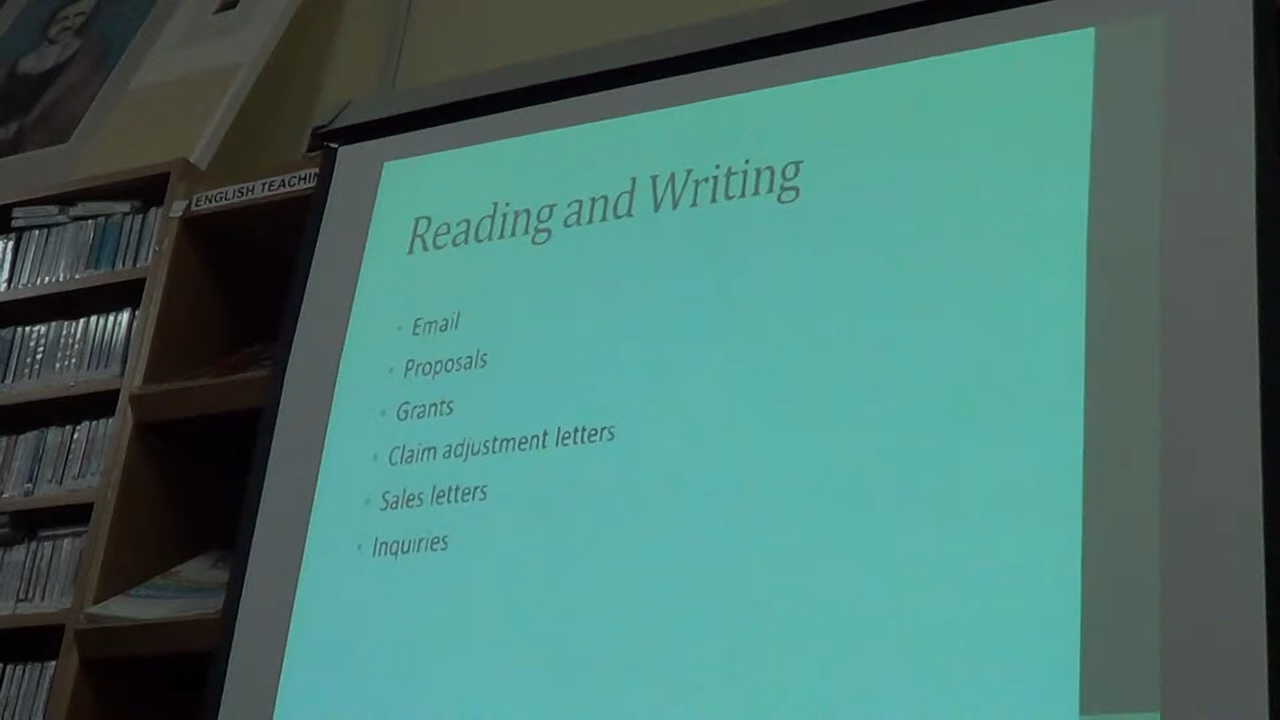 ENGLISH TEACHIN
Reading and Writing
• Email
• Proposals
• Grants
• Claim adjustment letters
• Sales letters
• Inquiries